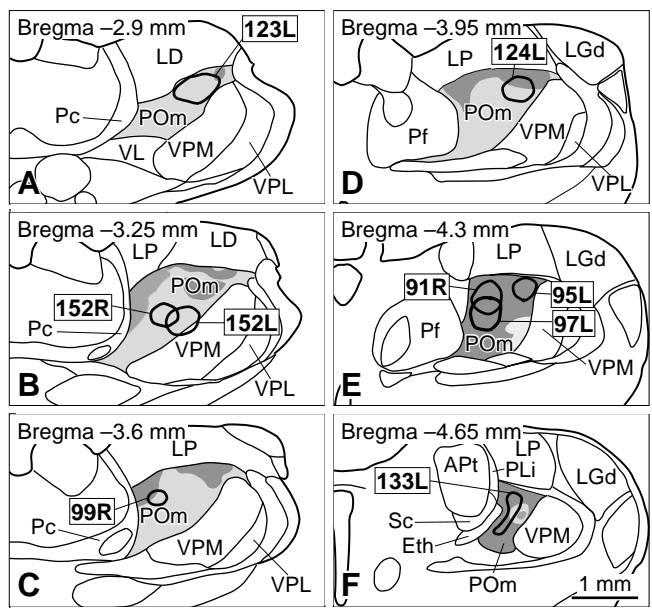 Bregma –2.9 mm
123L
LD
Pc
POm
VL
VPM
VPL
A
Bregma –3.25 mm
LP
LD
POm
152R
Pc
152L
VPM
VPL
B
Bregma –3.6 mm
LP
99R
POm
Pc
VPM
VPL
C
Bregma –3.95 mm
LP
124L
LGd
POm
Pf
VPM
VPL
D
Bregma –4.3 mm
LP
LGd
91R
95L
Pf
97L
POm
VPM
E
Bregma –4.65 mm
LP
APt
PLi
LGd
133L
Sc
Eth
VPM
POm
F
1 mm